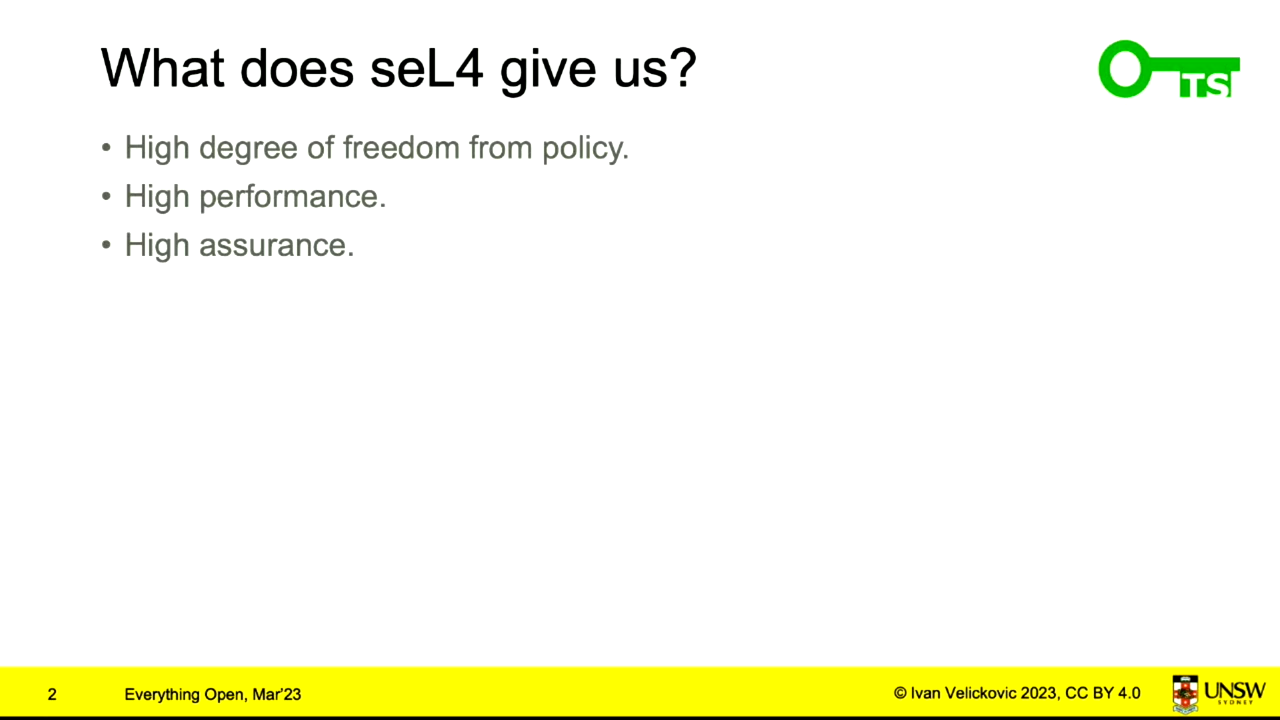 What does seL4 give us?
TS
• High degree of freedom from policy.
• High performance.
• High assurance.
2 Everything Open, Mar'23 © Ivan Velickovic 2023, CC BY 4.0 UNSW
SYDNEY